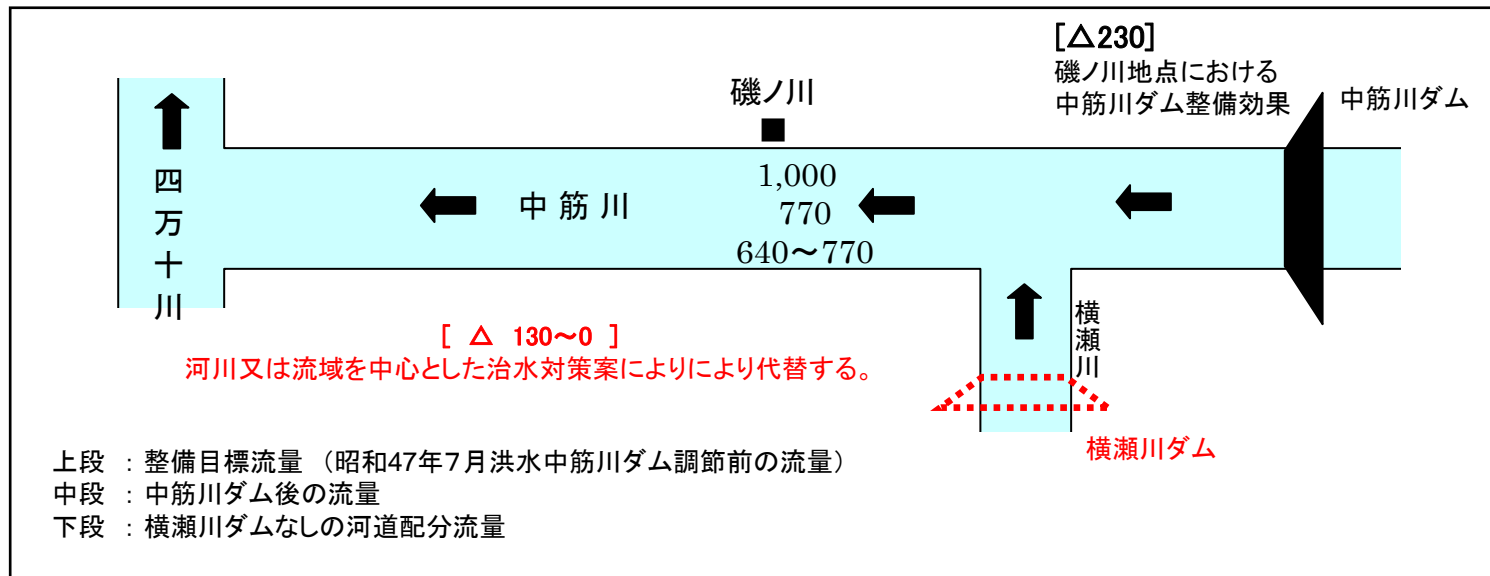 [△230]
磯ノ川地点における
中筋川ダム整備効果
中筋川ダム
磯ノ川
1,000
770
640～770
中筋川
四万十川
横瀬川
[ △ 130～0 ]
河川又は流域を中心とした治水対策案によりにより代替する。
横瀬川ダム
上段 ：整備目標流量 （昭和47年7月洪水中筋川ダム調節前の流量）
中段 ：中筋川ダム後の流量
下段 ：横瀬川ダムなしの河道配分流量